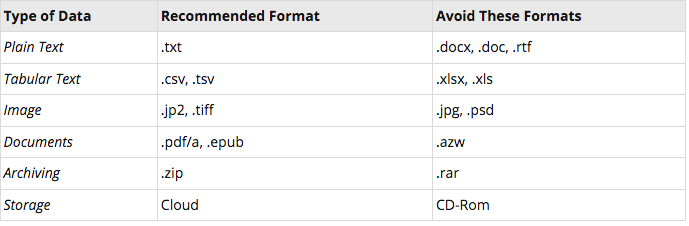 Type of Data Recommended Format Avoid These Formats
Plain Text .txt .docx, .doc, .rtf
Tabular Text .csv, .tsv .xlsx, .xls
Image .jp2, .tiff .jpg, .psd
Documents .pdf/a, .epub .azw
Archiving .zip .rar
Storage Cloud CD-Rom